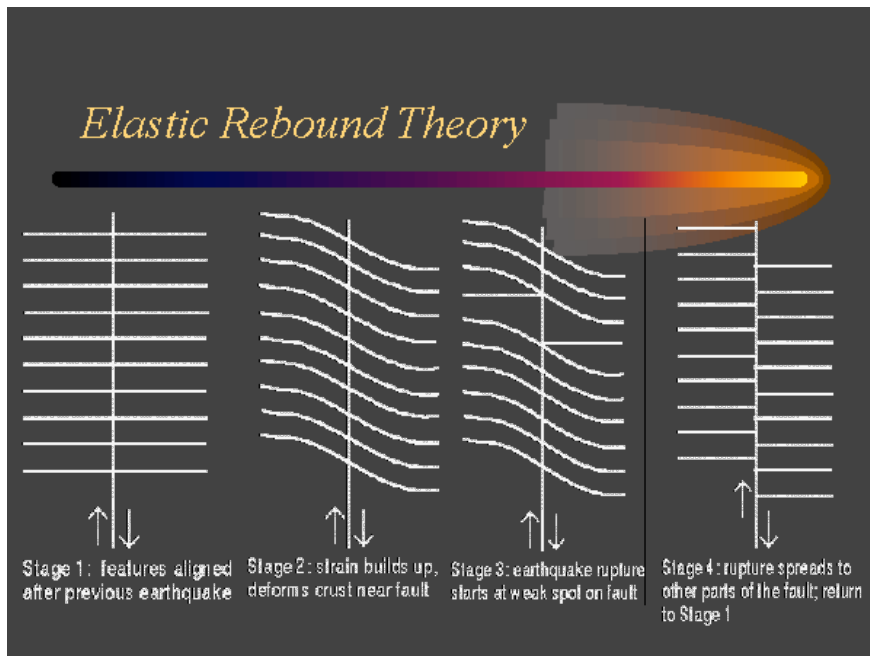 Elastic Rebound Theory
Stage 1: features aligned
after previous earthquake
Stage 2: strain builds up,
deforms crust near fault
Stage 3: earthquake rupture
starts at weak spot on fault
Stage 4: rupture spreads to
other parts of the fault; return
to Stage 1